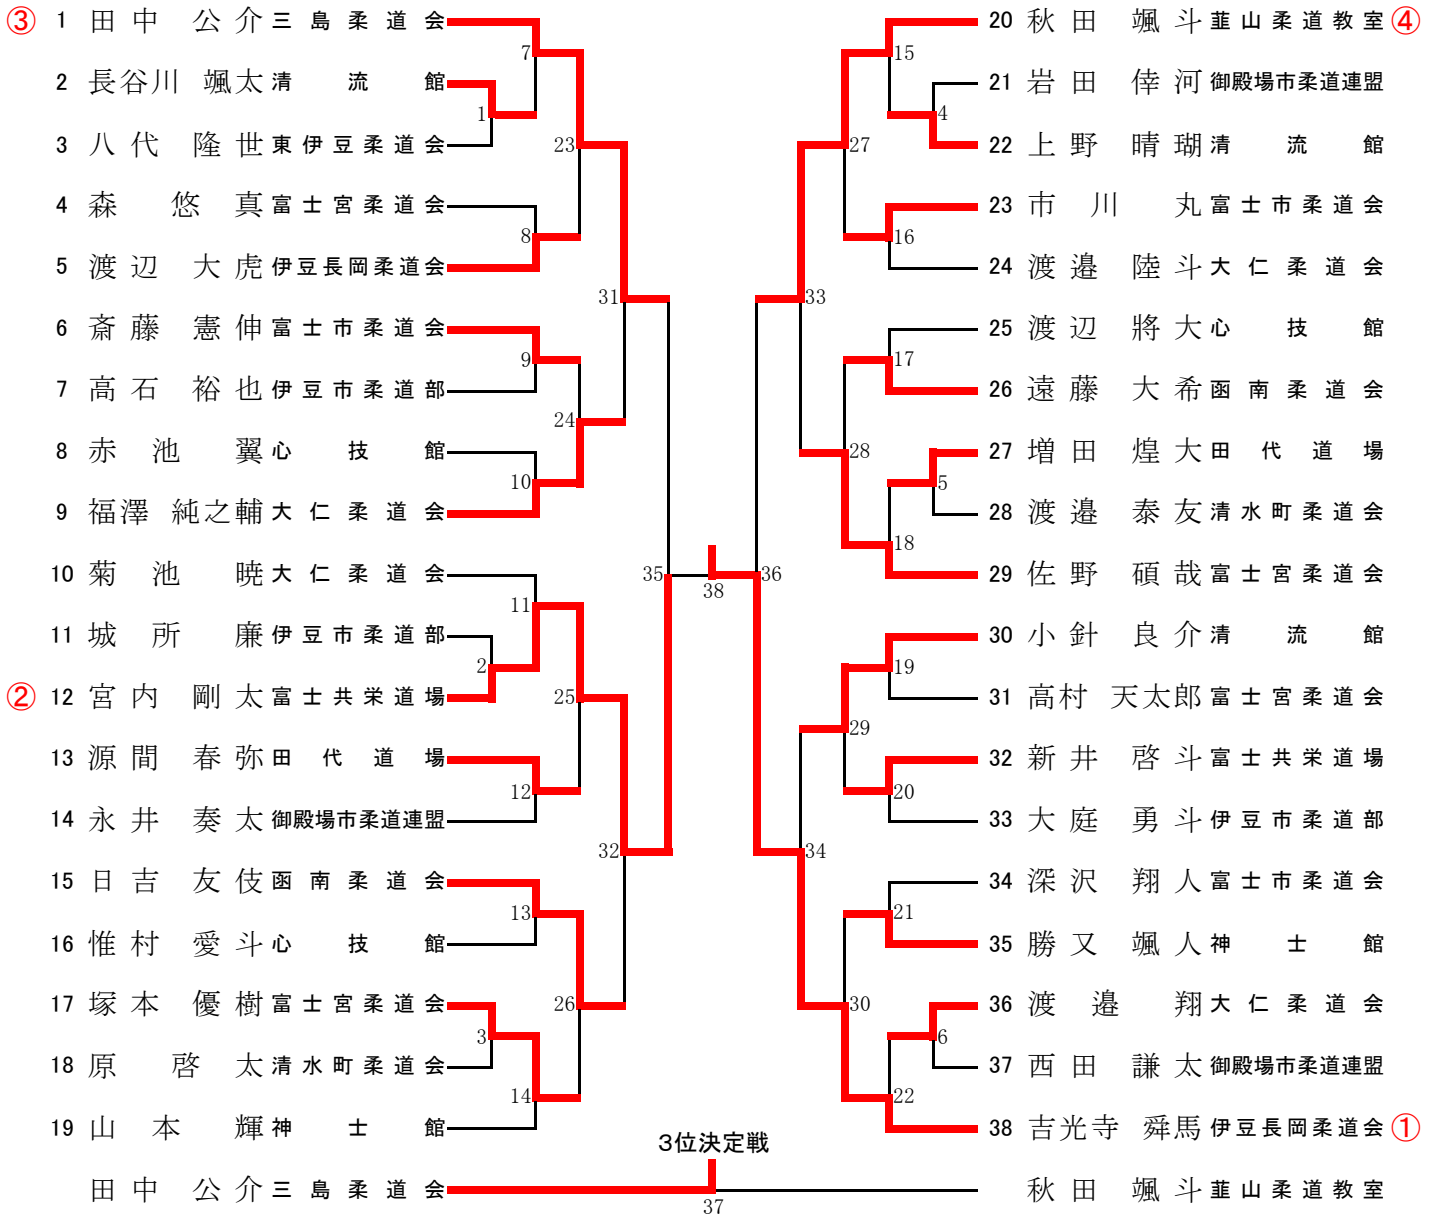 ③ 1 田中 公介 三島柔道会
2 長谷川 颯太 清流館
3 八代 隆世 東伊豆柔道会
4 森 悠真 富士宮柔道会
5 渡辺 大虎 伊豆長岡柔道会
6 斎藤 憲伸 富士市柔道会
7 高石 裕也 伊豆市柔道部
8 赤池 翼 心技館
9 福澤 純之輔 大仁柔道会
10 菊池 暁 大仁柔道会
11 城所 廉 伊豆市柔道部
② 12 宮内 剛太 富士共栄道場
13 源間 春弥 田代道場
14 永井 奏太 御殿場市柔道連盟
15 日吉 友伎 函南柔道会
16 惟村 愛斗 心技館
17 塚本 優樹 富士宮柔道会
18 原 啓太 清水町柔道会
19 山本 輝 神士館
1
2
3
7
8
9
10
11
12
13
14
23
24
25
26
31
32
35
38
36
33
34
27
28
29
30
15
16
17
18
19
20
21
22
4
5
6
20 秋田 颯斗 韮山柔道教室 ④
21 岩田 倖河 御殿場市柔道連盟
22 上野 晴瑚 清流館
23 市川 丸 富士市柔道会
24 渡邉 陸斗 大仁柔道会
25 渡辺 將大 心技館
26 遠藤 大希 函南柔道会
27 増田 煌大 田代道場
28 渡邉 泰友 清水町柔道会
29 佐野 碩哉 富士宮柔道会
30 小針 良介 清流館
31 高村 天太郎 富士宮柔道会
32 新井 啓斗 富士共栄道場
33 大庭 勇斗 伊豆市柔道部
34 深沢 翔人 富士市柔道会
35 勝又 颯人 神士館
36 渡邉 翔 大仁柔道会
37 西田 謙太 御殿場市柔道連盟
38 吉光寺 舜馬 伊豆長岡柔道会 ①
3位決定戦
田中 公介 三島柔道会
37
秋田 颯斗 韮山柔道教室